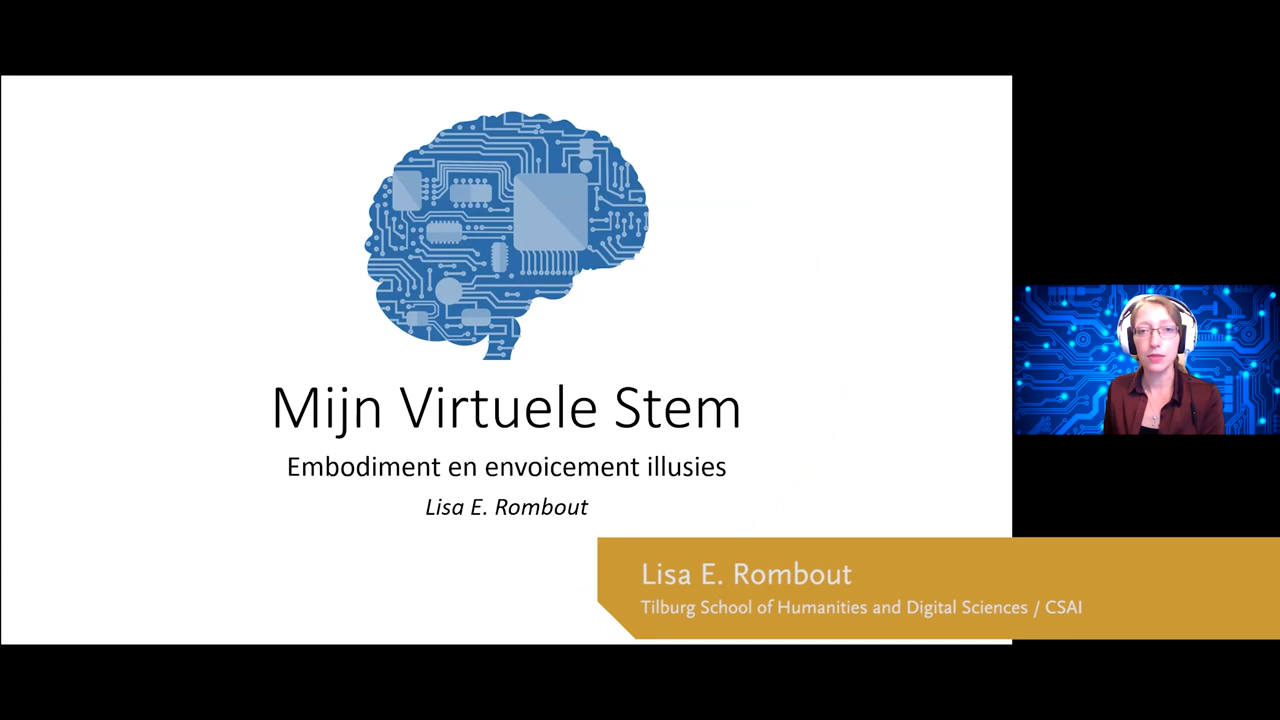 Mijn Virtuele Stem
Embodiment en envoicement illusies
Lisa E. Rombout
Lisa E. Rombout
Tilburg School of Humanities and Digital Sciences / CSAI